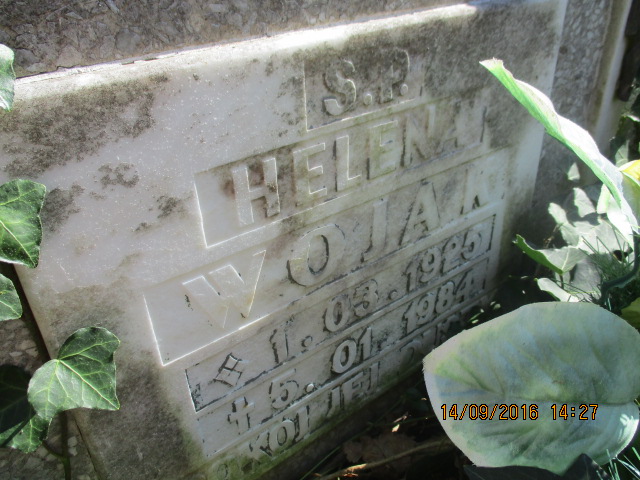 S.P.
HELENA
WOJAK
1.03.1925
5.01.1984
14/09/2016 14:27